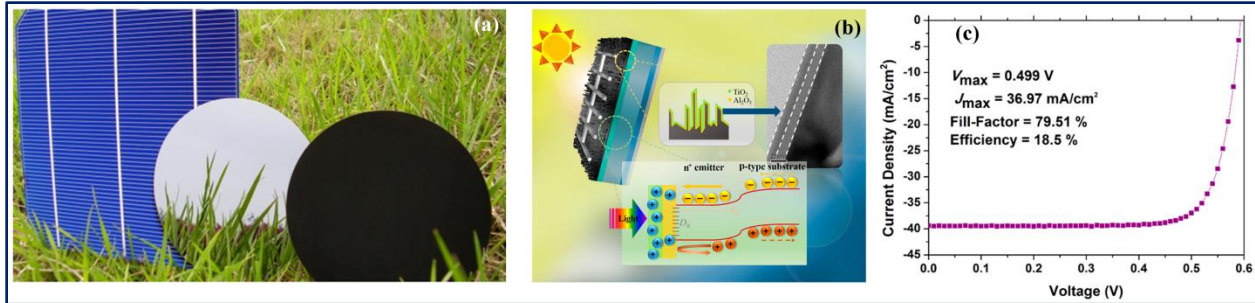 (a)
(b)
TiO₂
Al₂O₃
n⁺ emitter
p-type substrate
Light
(c)
0
-5
-10
-15
-20
-25
-30
-35
-40
-45
Current Density (mA/cm²)
Vmax = 0.499 V
Jmax = 36.97 mA/cm²
Fill-Factor = 79.51 %
Efficiency = 18.5 %
0.0 0.1 0.2 0.3 0.4 0.5 0.6
Voltage (V)